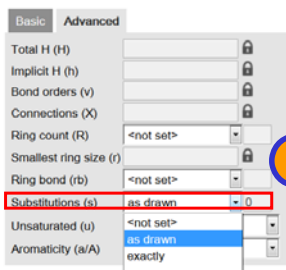 Basic Advanced
Total H (H)
Implicit H (h)
Bond orders (v)
Connections (X)
Ring count (R) <not set>
Smallest ring size (r)
Ring bond (rb) <not set>
Substitutions (s) as drawn 0
Unsaturated (u) <not set>
as drawn
Aromaticity (a/A) exactly